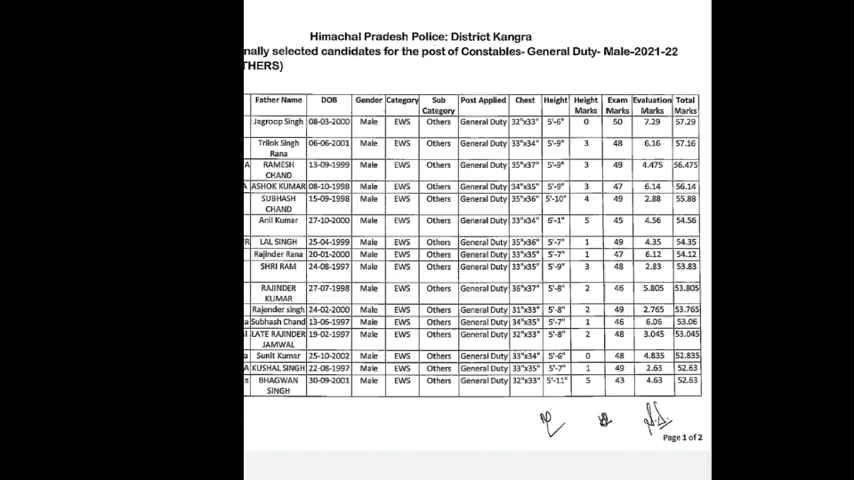 Himachal Pradesh Police: District Kangra
nally selected candidates for the post of Constables- General Duty- Male-2021-22
THERS)
Father Name DOB Gender Category Sub Category Post Applied Chest Height Height Marks Exam Marks Evaluation Marks Total Marks
Jagroop Singh 08-03-2000 Male EWS Others General Duty 32"x33" 5'-6" 0 50 7.29 57.29
Trilok Singh Rana 06-06-2001 Male EWS Others General Duty 33"x34" 5'-9" 3 48 6.16 57.16
A RAMESH CHAND 13-09-1999 Male EWS Others General Duty 35"x37" 5'-9" 3 49 4.475 56.475
A ASHOK KUMAR 08-10-1998 Male EWS Others General Duty 34"x35" 5'-9" 3 47 6.14 56.14
SUBHASH CHAND 15-09-1998 Male EWS Others General Duty 35"x36" 5'-10" 4 49 2.88 55.88
Anil Kumar 27-10-2000 Male EWS Others General Duty 33"x34" 6'-1" 5 45 4.56 54.56
R LAL SINGH 25-04-1999 Male EWS Others General Duty 35"x36" 5'-7" 1 49 4.35 54.35
Rajinder Rana 20-01-2000 Male EWS Others General Duty 33"x35" 5'-7" 1 47 6.12 54.12
SHRI RAM 24-08-1997 Male EWS Others General Duty 33"x35" 5'-9" 3 48 2.83 53.83
RAJINDER KUMAR 27-07-1998 Male EWS Others General Duty 36"x37" 5'-8" 2 46 5.805 53.805
Rajender singh 24-02-2000 Male EWS Others General Duty 31"x33" 5'-8" 2 49 2.765 53.765
a Subhash Chand 13-06-1997 Male EWS Others General Duty 34"x35" 5'-7" 1 46 6.06 53.06
LATE RAJINDER JAMWAL 19-02-1997 Male EWS Others General Duty 32"x33" 5'-8" 2 48 3.045 53.045
a Sunit Kumar 25-10-2002 Male EWS Others General Duty 33"x34" 5'-6" 0 48 4.835 52.835
A KUSHAL SINGH 22-08-1997 Male EWS Others General Duty 33"x35" 5'-7" 1 49 2.63 52.63
s BHAGWAN SINGH 30-09-2001 Male EWS Others General Duty 32"x33" 5'-11" 5 43 4.63 52.63
Page 1 of 2